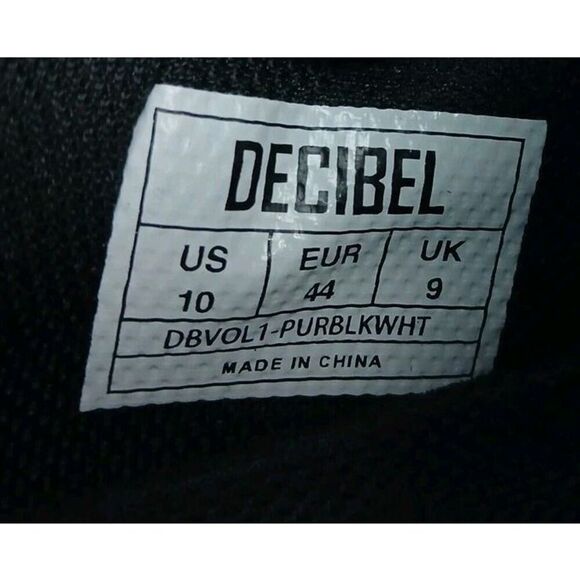 DECIBEL
US EUR UK
10 44 9
DBVOL1-PURBLKWHT
MADE IN CHINA